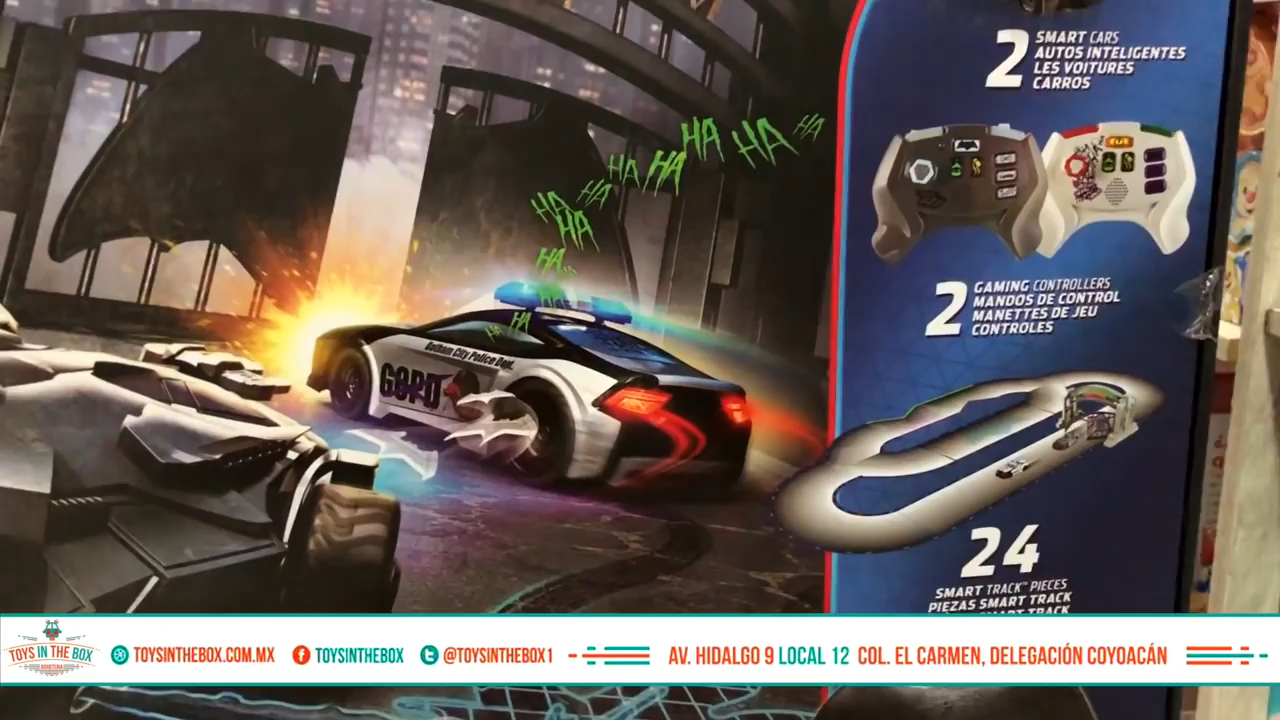 2 SMART CARS
AUTOS INTELIGENTES
LES VOITURES
CARROS
HA HA HA
HA HA
HA
HA
HA
HA
HA
HA
HA
2 GAMING CONTROLLERS
MANDOS DE CONTROL
MANETTES DE JEU
CONTROLES
Gotham City Police Dept.
GCPD
24
SMART TRACK™ PIECES
PIEZAS SMART TRACK
TOYS IN THE BOX
TOYSINTHEBOX.COM.MX
TOYSINTHEBOX
@TOYSINTHEBOX1
AV. HIDALGO 9 LOCAL 12 COL. EL CARMEN, DELEGACIÓN COYOACÁN